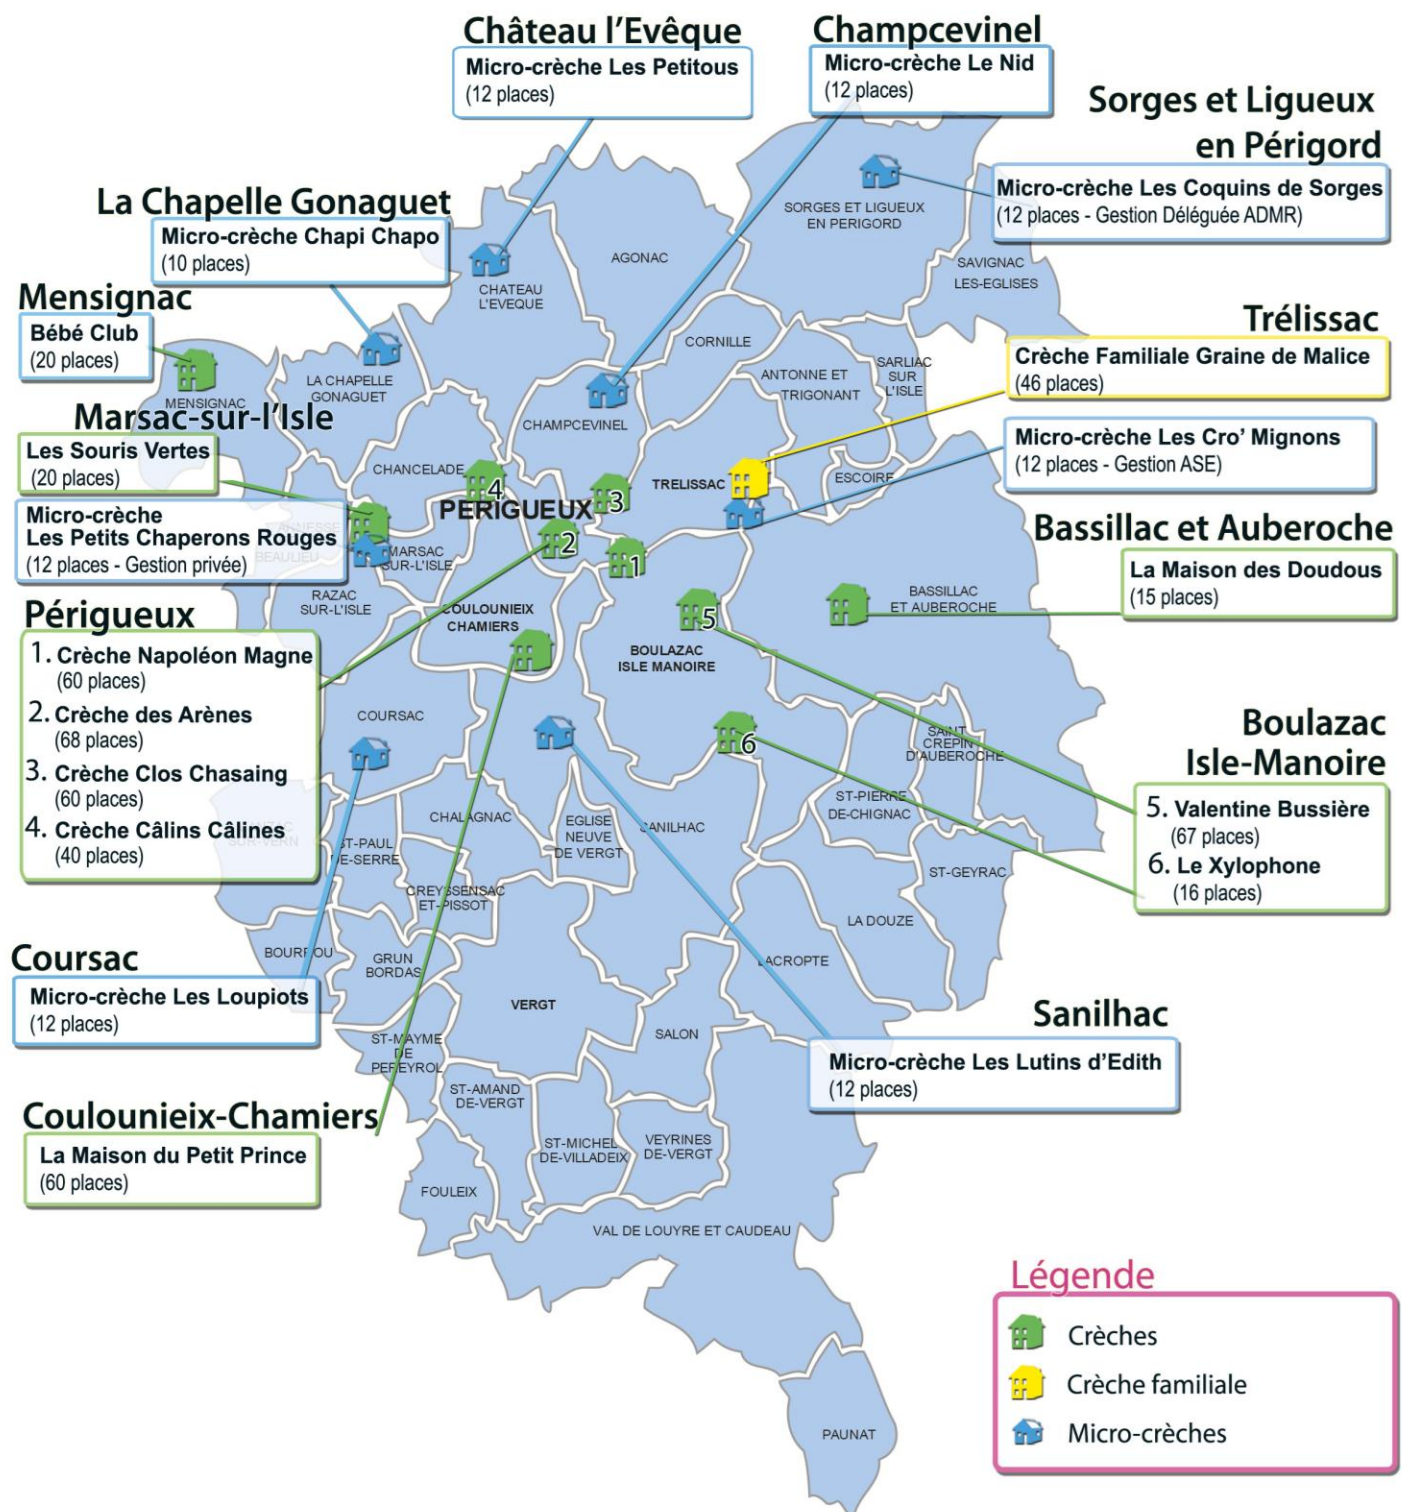 Château l'Evêque
Micro-crèche Les Petitous
(12 places)
Champcevinel
Micro-crèche Le Nid
(12 places)
Sorges et Ligueux
en Périgord
Micro-crèche Les Coquins de Sorges
(12 places - Gestion Déléguée ADMR)
La Chapelle Gonaguet
Micro-crèche Chapi Chapo
(10 places)
Mensignac
Bébé Club
(20 places)
Trélissac
Crèche Familiale Graine de Malice
(46 places)
Micro-crèche Les Cro' Mignons
(12 places - Gestion ASE)
Marsac-sur-l'Isle
Les Souris Vertes
(20 places)
Micro-crèche
Les Petits Chaperons Rouges
(12 places - Gestion privée)
Bassillac et Auberoche
La Maison des Doudous
(15 places)
Périgueux
1. Crèche Napoléon Magne
(60 places)
2. Crèche des Arènes
(68 places)
3. Crèche Clos Chasaing
(60 places)
4. Crèche Câlins Câlines
(40 places)
Boulazac
Isle-Manoire
5. Valentine Bussière
(67 places)
6. Le Xylophone
(16 places)
Coursac
Micro-crèche Les Loupiots
(12 places)
Sanilhac
Micro-crèche Les Lutins d'Edith
(12 places)
Coulounieix-Chamiers
La Maison du Petit Prince
(60 places)
SORGES ET LIGUEUX
EN PERIGORD
AGONAC
SAVIGNAC
LES-EGLISES
CHATEAU
L'EVEQUE
CORNILLE
SARLIAC
SUR
L'ISLE
ANTONNE ET
TRIGONANT
LA CHAPELLE
GONAGUET
MENSIGNAC
CHAMPCEVINEL
CHANCELADE
TRELISSAC
ESCOIRE
PERIGUEUX
4
3
2
1
BEAULIEU
MARSAC
SUR-L'ISLE
RAZAC
SUR-L'ISLE
COULOUNIEIX
CHAMIERS
5
BASSILLAC
ET AUBEROCHE
BOULAZAC
ISLE MANOIRE
COURSAC
6
SAINT
CREPIN
D'AUBEROCHE
ST-PIERRE
DE-CHIGNAC
SUR-VERN
CHALAGNAC
EGLISE
NEUVE
DE VERGT
SANILHAC
ST-PAUL
DE-SERRE
ST-GEYRAC
CREYSSENSAC
ET-PISSOT
LA DOUZE
BOURROU
GRUN
BORDAS
LACROPTE
VERGT
SALON
ST-MAYME
DE
PEREYROL
ST-AMAND
DE-VERGT
ST-MICHEL
DE-VILLADEIX
VEYRINES
DE-VERGT
FOULEIX
VAL DE LOUYRE ET CAUDEAU
PAUNAT
Légende
Crèches
Crèche familiale
Micro-crèches